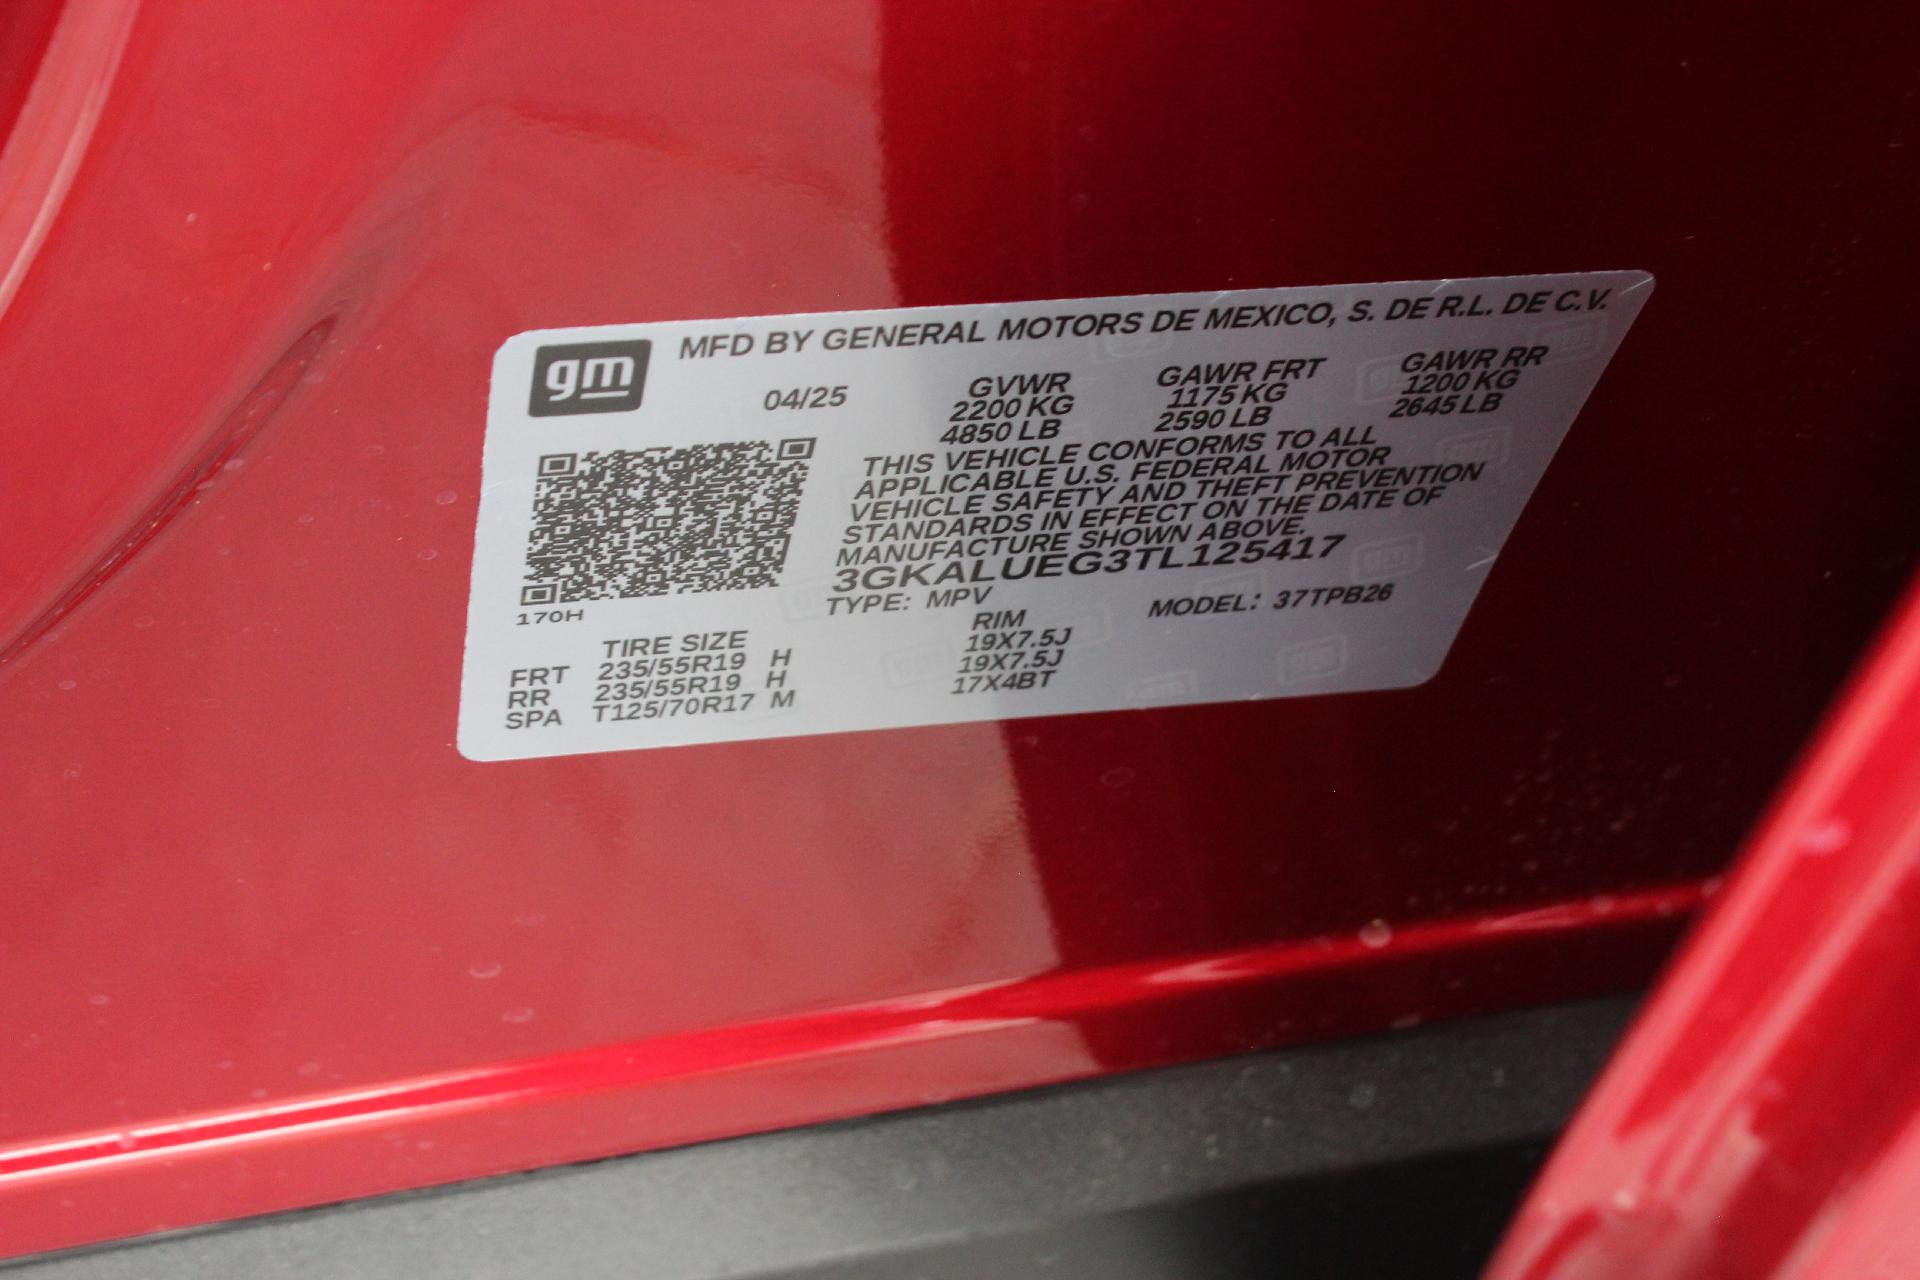 gm MFD BY GENERAL MOTORS DE MEXICO, S. DE R.L. DE C.V.
04/25 GVWR GAWR FRT GAWR RR
2200 KG 1175 KG 1200 KG
4850 LB 2590 LB 2645 LB
THIS VEHICLE CONFORMS TO ALL
APPLICABLE U.S. FEDERAL MOTOR
VEHICLE SAFETY AND THEFT PREVENTION
STANDARDS IN EFFECT ON THE DATE OF
MANUFACTURE SHOWN ABOVE.
3GKALUEG3TL125417
170H TYPE: MPV MODEL: 37TPB26
TIRE SIZE RIM
FRT 235/55R19 H 19X7.5J
RR 235/55R19 H 19X7.5J
SPA T125/70R17 M 17X4BT